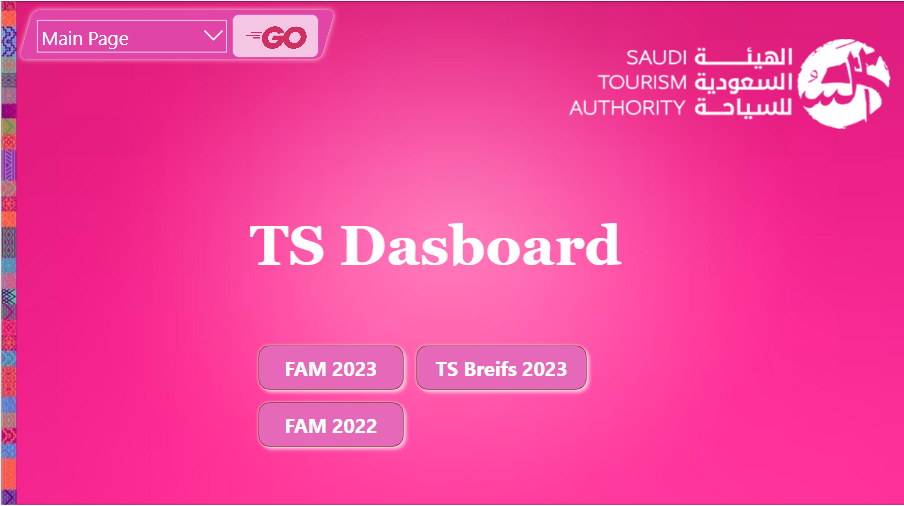 Main Page
GO
SAUDI
TOURISM
AUTHORITY
الهيئة
السعودية
للسياحة
TS Dasboard
FAM 2023
TS Breifs 2023
FAM 2022